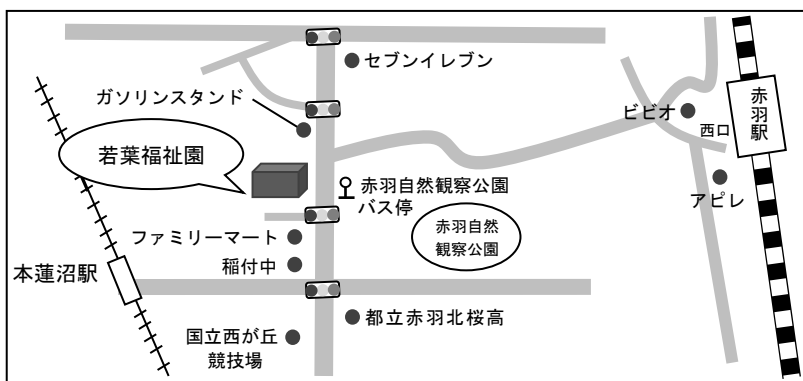 セブンイレブン
ガソリンスタンド
ビビオ
赤羽駅
西口
若葉福祉園
赤羽自然観察公園
バス停
アピレ
赤羽自然
観察公園
ファミリーマート
稲付中
本蓮沼駅
都立赤羽北桜高
国立西が丘
競技場